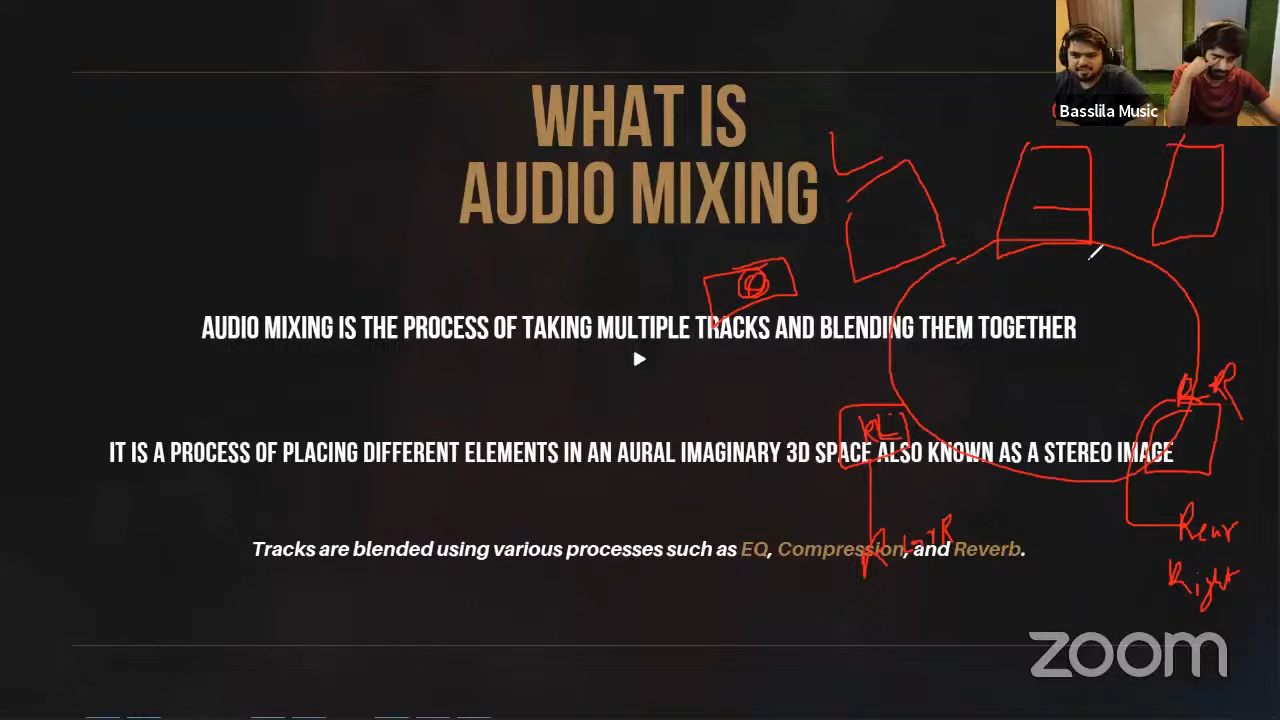 Basslila Music
WHAT IS
AUDIO MIXING
L
AUDIO MIXING IS THE PROCESS OF TAKING MULTIPLE TRACKS AND BLENDING THEM TOGETHER
R R
RL
IT IS A PROCESS OF PLACING DIFFERENT ELEMENTS IN AN AURAL IMAGINARY 3D SPACE ALSO KNOWN AS A STEREO IMAGE
Rear
Right
Tracks are blended using various processes such as EQ, Compression, and Reverb.
zoom